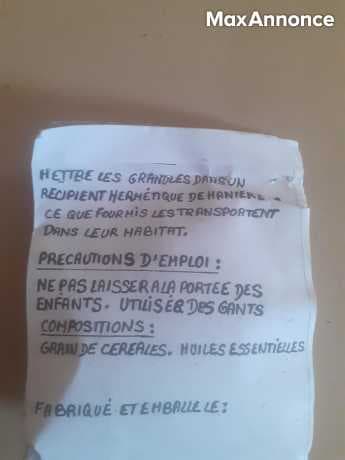 MaxAnnonce
METTRE LES GRANULES DANS UN
RECIPIENT HERMÉTIQUE DE MANIERE
CE QUE FOURMIS LES TRANSPORTENT
DANS LEUR HABITAT.
PRECAUTIONS D'EMPLOI :
NE PAS LAISSER A LA PORTEE DES
ENFANTS. UTILISER DES GANTS
COMPOSITIONS :
GRAIN DE CEREALES. HUILES ESSENTIELLES
FABRIQUÉ ET EMBALLE LE :